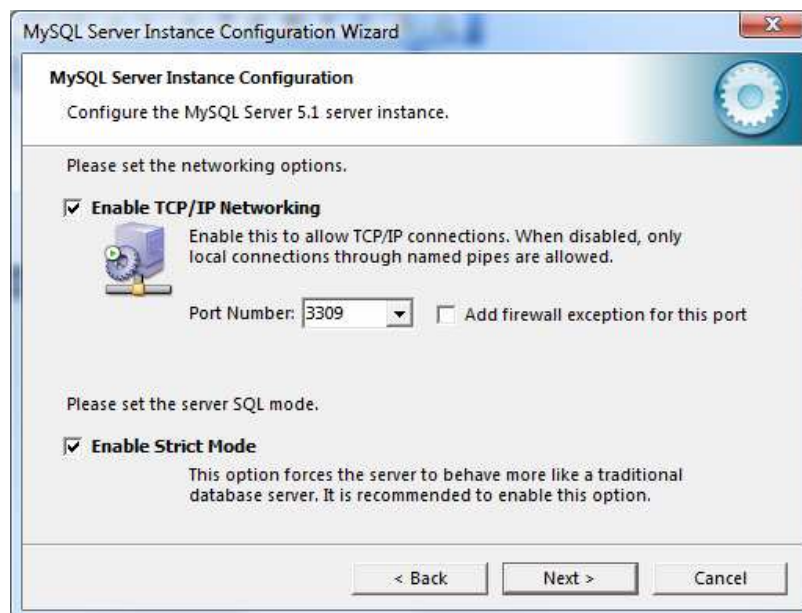 MySQL Server Instance Configuration Wizard
MySQL Server Instance Configuration
Configure the MySQL Server 5.1 server instance.
Please set the networking options.
Enable TCP/IP Networking
Enable this to allow TCP/IP connections. When disabled, only
local connections through named pipes are allowed.
Port Number: 3309 Add firewall exception for this port
Please set the server SQL mode.
Enable Strict Mode
This option forces the server to behave more like a traditional
database server. It is recommended to enable this option.
< Back Next > Cancel